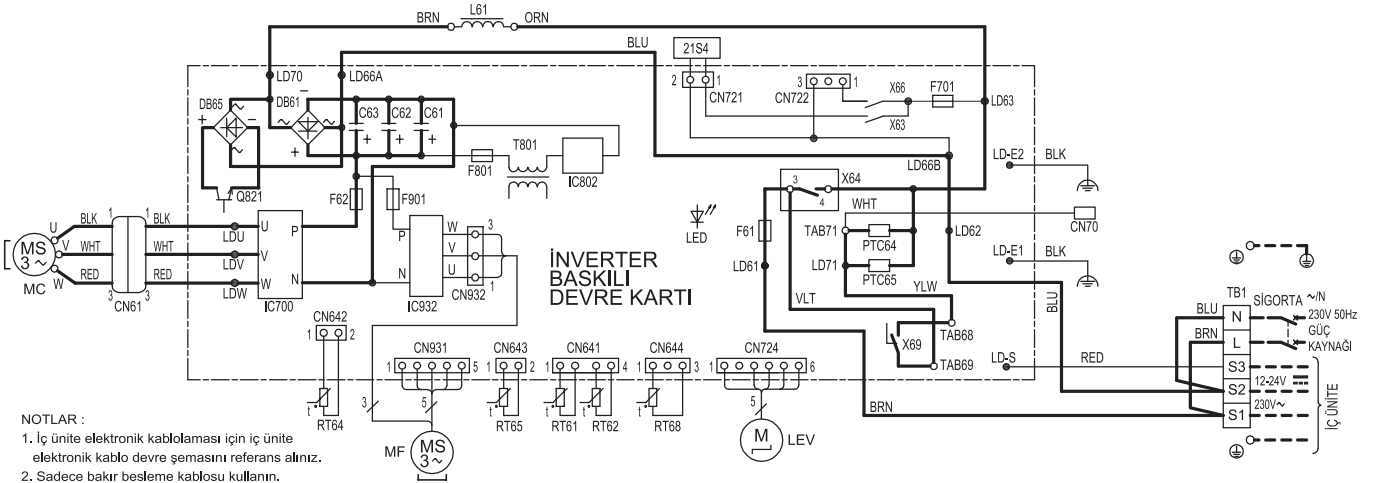 BRN L61 ORN
BLU
21S4
LD70 LD66A
2 1
CN721
3 1
CN722
X66 F701
X63
LD63
DB65 DB61
C63 C62 C61
+ −
− +
+ + +
Q821
F801 T801 IC802
F62 F901
LD66B
LD-E2 BLK
3 X64
4
WHT
CN70
LED
F61
TAB71 PTC64
LD62
LD61
LD71 PTC65
LD-E1 BLK
VLT YLW
BLU
U BLK 1 1 BLK LDU U P
MS 3~ V WHT WHT LDV V
W RED 3 3 RED LDW W N
MC
CN61
IC700
P W 3
V
N U 1
IC932 CN932
İNVERTER
BASKILI
DEVRE KARTI
X69
TAB68
TAB69
LD-S RED
TB1
BLU N SİGORTA ~/N
230V 50Hz
BRN L GÜÇ
KAYNAĞI
S3
S2 12-24V
S1 230V~
İÇ ÜNİTE
BRN
CN642
1 2
t° RT64
CN931
1 5
3 5
MF MS 3~
CN643
1 2
t° RT65
CN641
1 4
t° t°
RT61 RT62
CN644
1 3
t° RT68
CN724
1 6
5
M LEV
NOTLAR :
1. İç ünite elektronik kablolaması için iç ünite
elektronik kablo devre şemasını referans alınız.
2. Sadece bakır besleme kablosu kullanın.